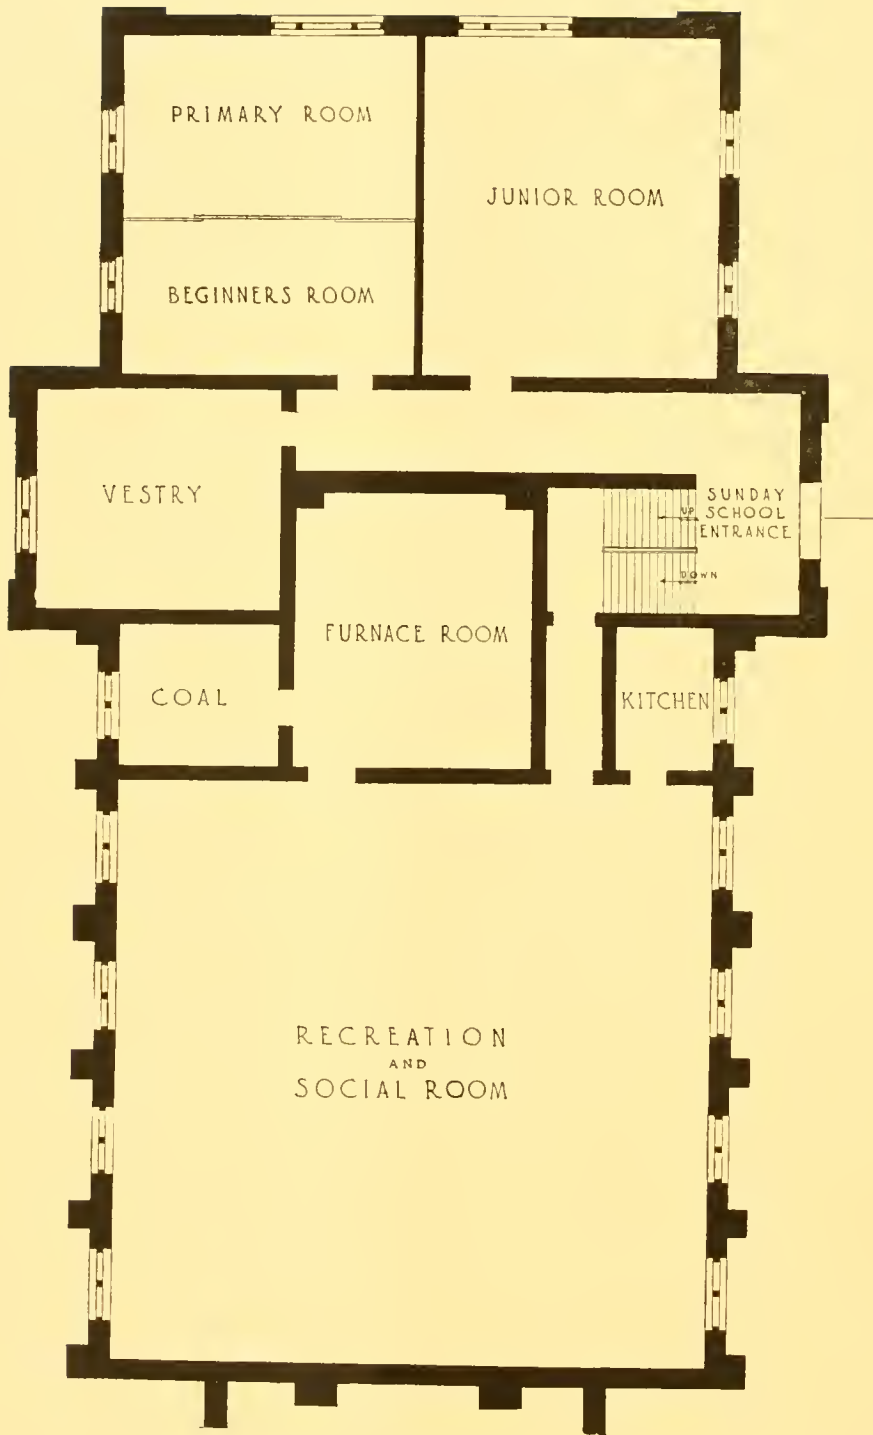 PRIMARY ROOM
JUNIOR ROOM
BEGINNERS ROOM
VESTRY
SUNDAY
SCHOOL
ENTRANCE
UP
DOWN
FURNACE ROOM
COAL
KITCHEN
RECREATION
AND
SOCIAL ROOM